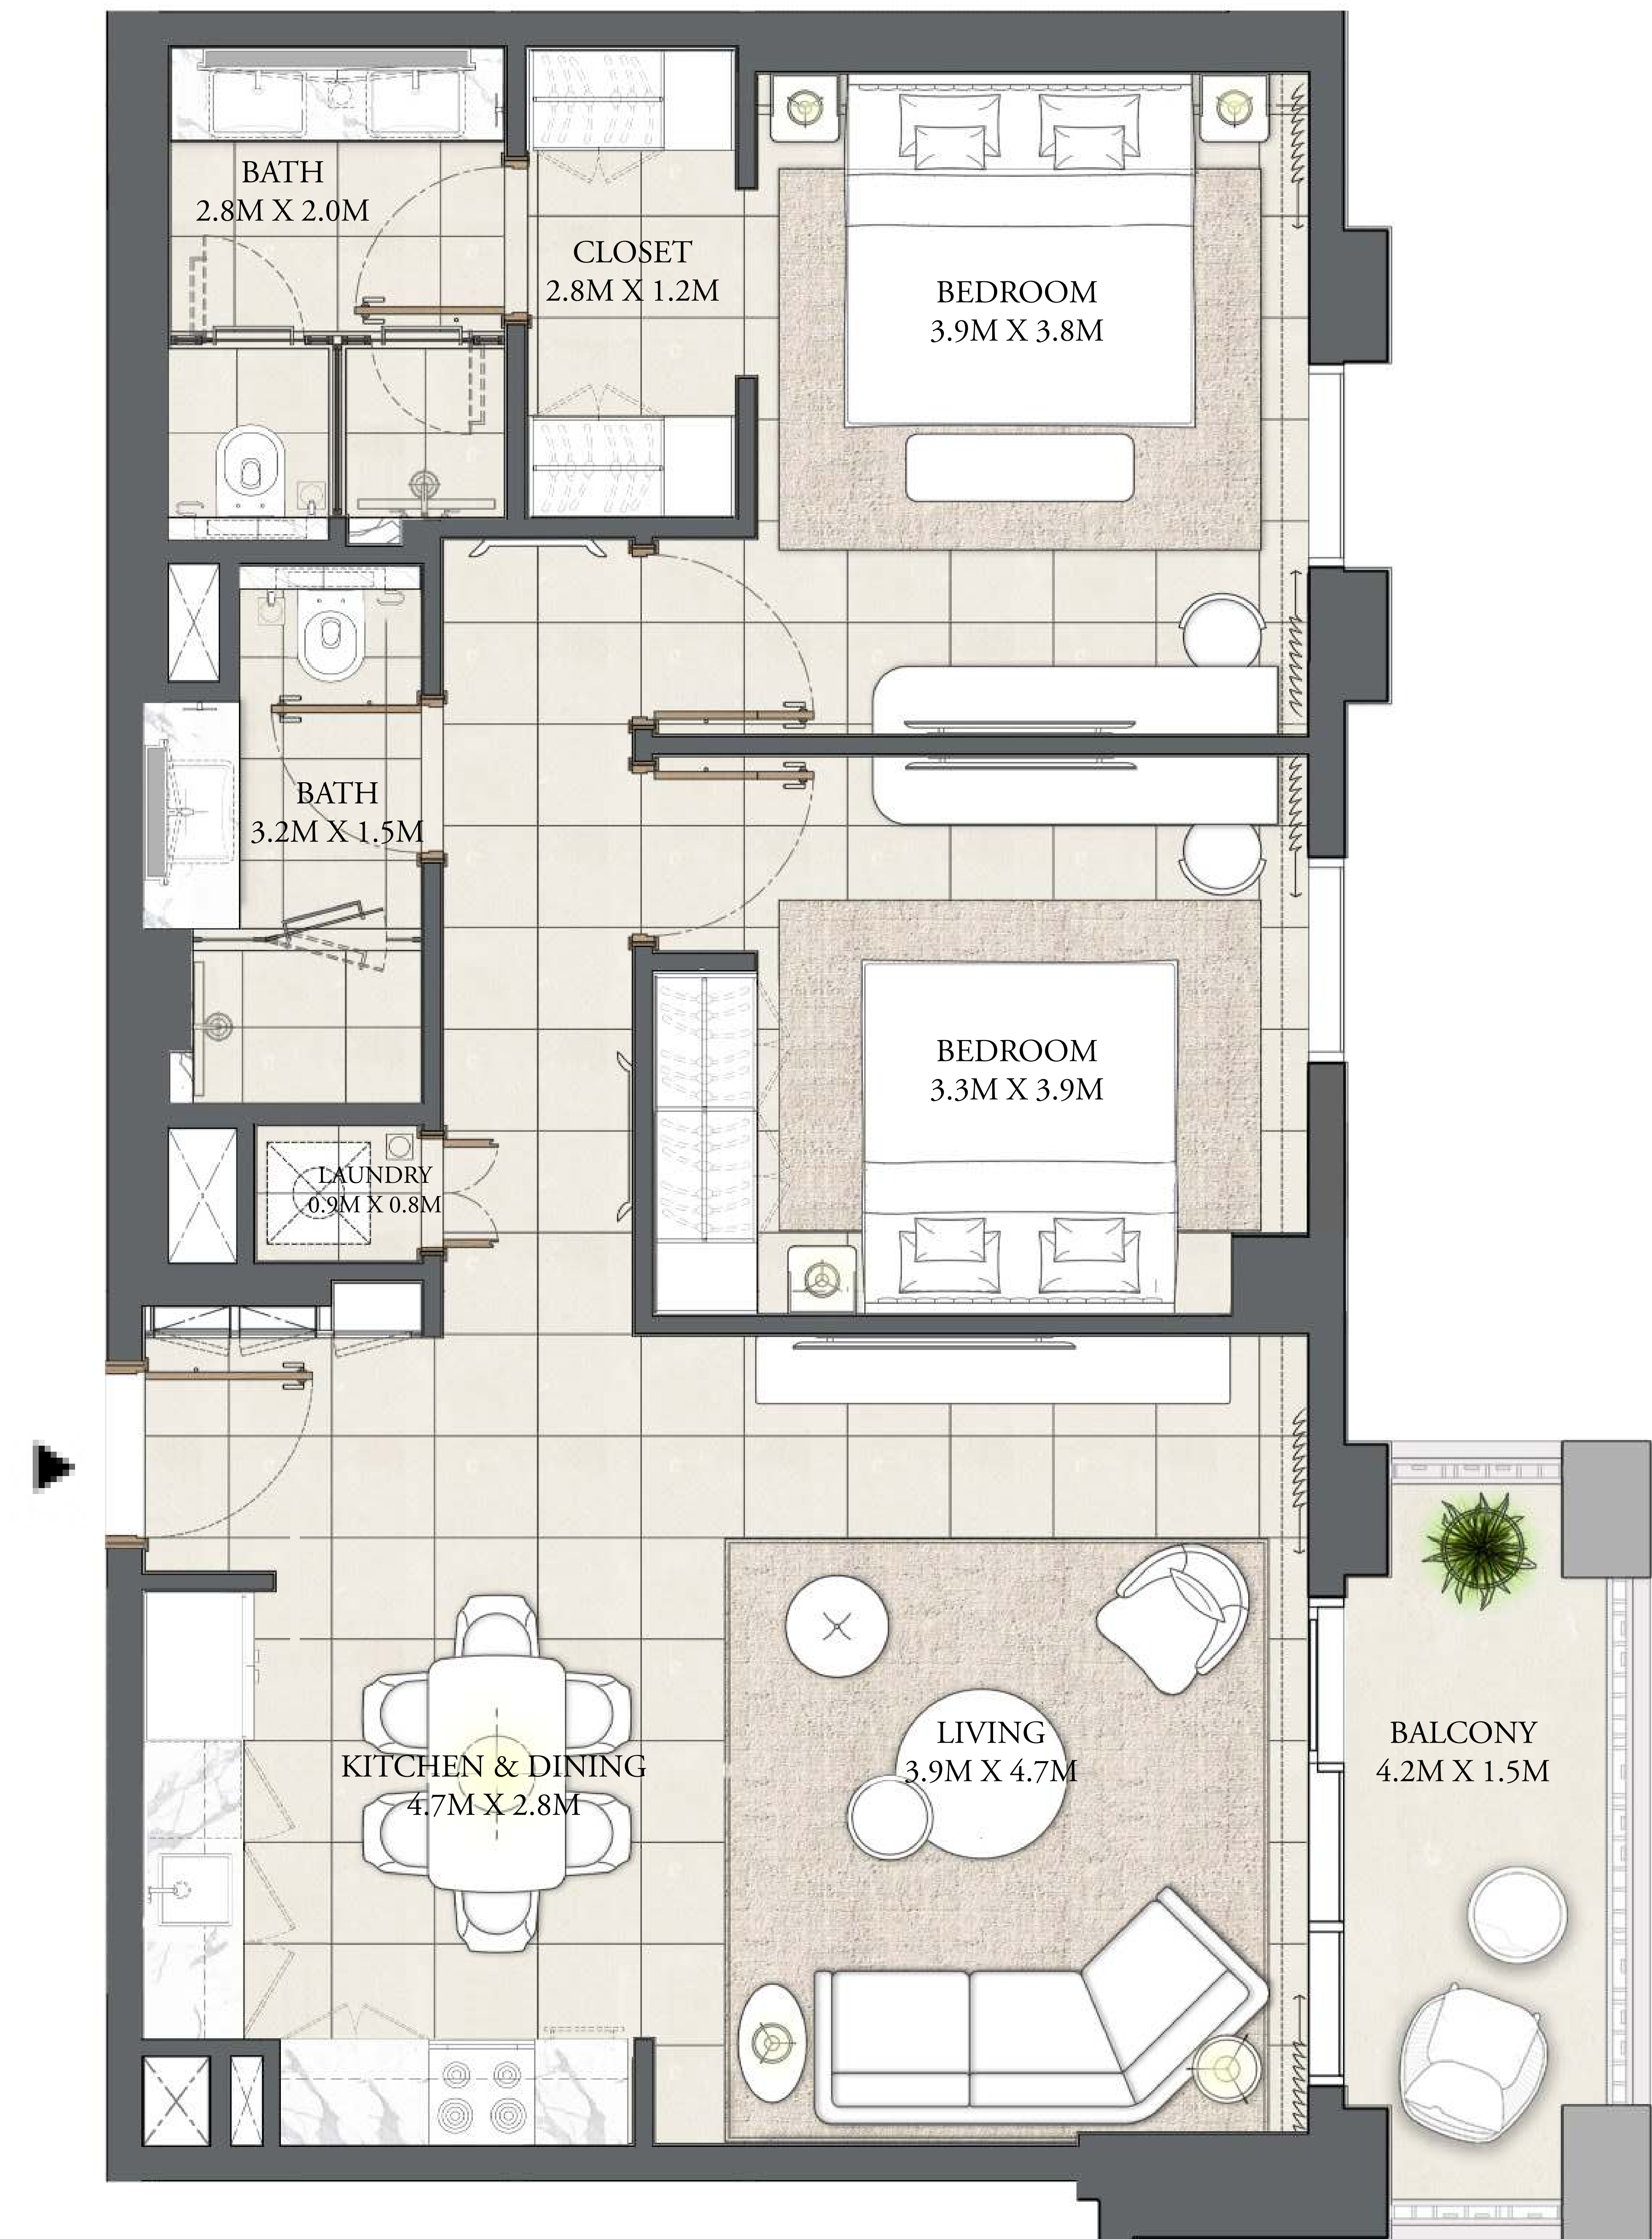 BATH
2.8M X 2.0M
CLOSET
2.8M X 1.2M
BEDROOM
3.9M X 3.8M
BATH
3.2M X 1.5M
BEDROOM
3.3M X 3.9M
LAUNDRY
0.9M X 0.8M
KITCHEN & DINING
4.7M X 2.8M
LIVING
3.9M X 4.7M
BALCONY
4.2M X 1.5M